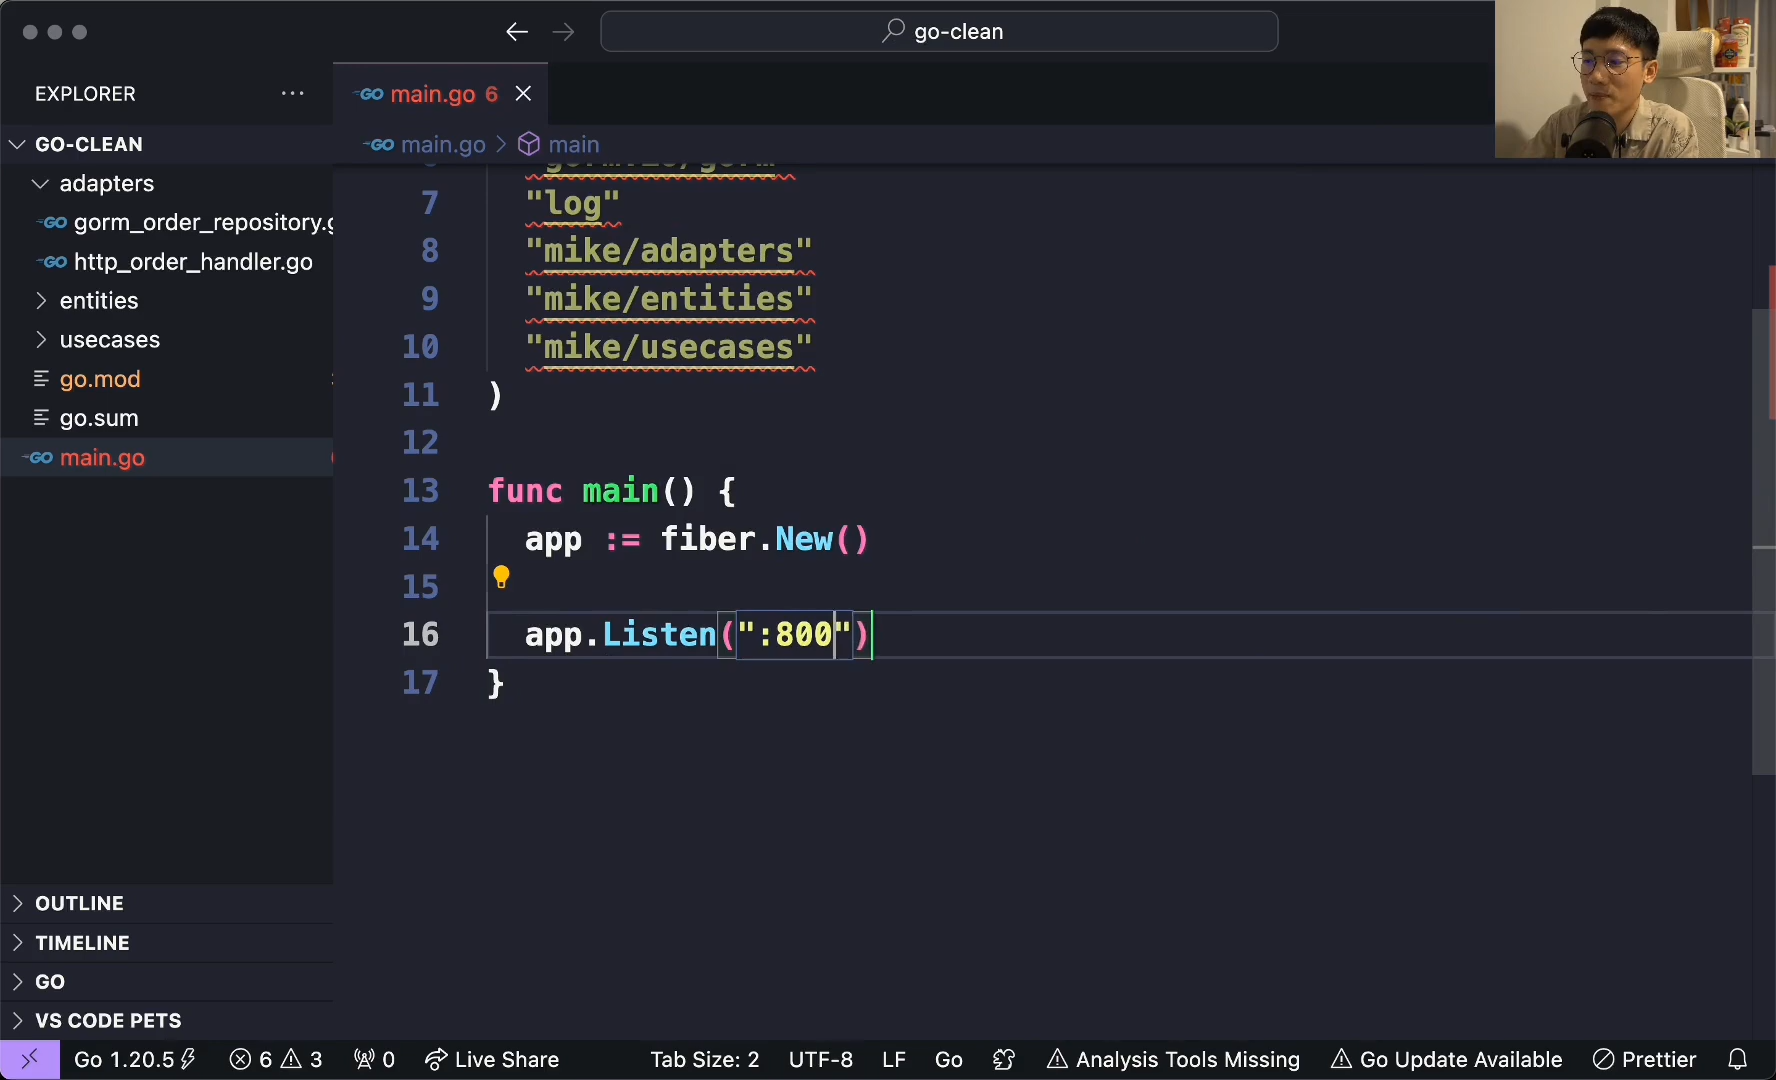 go-clean
EXPLORER
main.go 6
GO-CLEAN
main.go
main
adapters
gorm_order_repository.g
http_order_handler.go
entities
usecases
go.mod
go.sum
main.go
7 "log"
8 "mike/adapters"
9 "mike/entities"
10 "mike/usecases"
11 )
12
13 func main() {
14 app := fiber.New()
15
16 app.Listen(":800")
17 }
OUTLINE
TIMELINE
GO
VS CODE PETS
Go 1.20.5 6 3 0 Live Share Tab Size: 2 UTF-8 LF Go Analysis Tools Missing Go Update Available Prettier